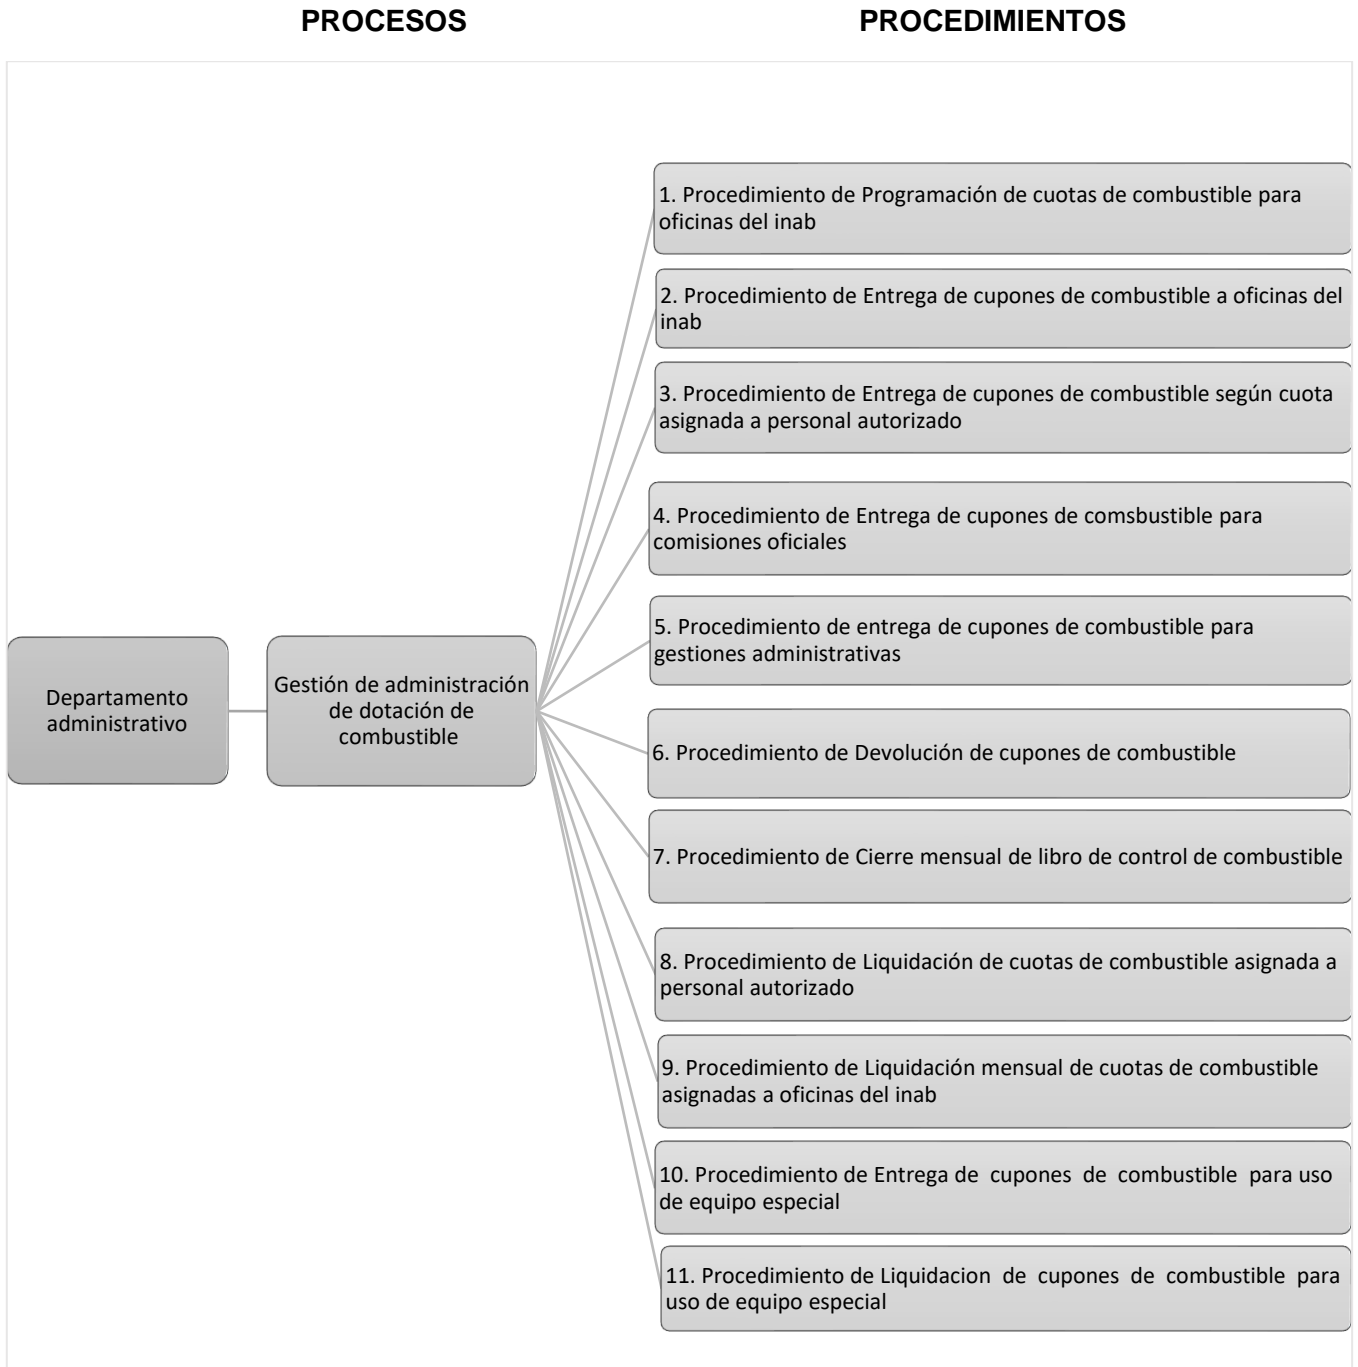 PROCESOS
PROCEDIMIENTOS
1. Procedimiento de Programación de cuotas de combustible para
oficinas del inab
2. Procedimiento de Entrega de cupones de combustible a oficinas del
inab
3. Procedimiento de Entrega de cupones de combustible según cuota
asignada a personal autorizado
4. Procedimiento de Entrega de cupones de comsbustible para
comisiones oficiales
5. Procedimiento de entrega de cupones de combustible para
gestiones administrativas
Departamento
administrativo
Gestión de administración
de dotación de
combustible
6. Procedimiento de Devolución de cupones de combustible
7. Procedimiento de Cierre mensual de libro de control de combustible
8. Procedimiento de Liquidación de cuotas de combustible asignada a
personal autorizado
9. Procedimiento de Liquidación mensual de cuotas de combustible
asignadas a oficinas del inab
10. Procedimiento de Entrega de cupones de combustible para uso
de equipo especial
11. Procedimiento de Liquidacion de cupones de combustible para
uso de equipo especial